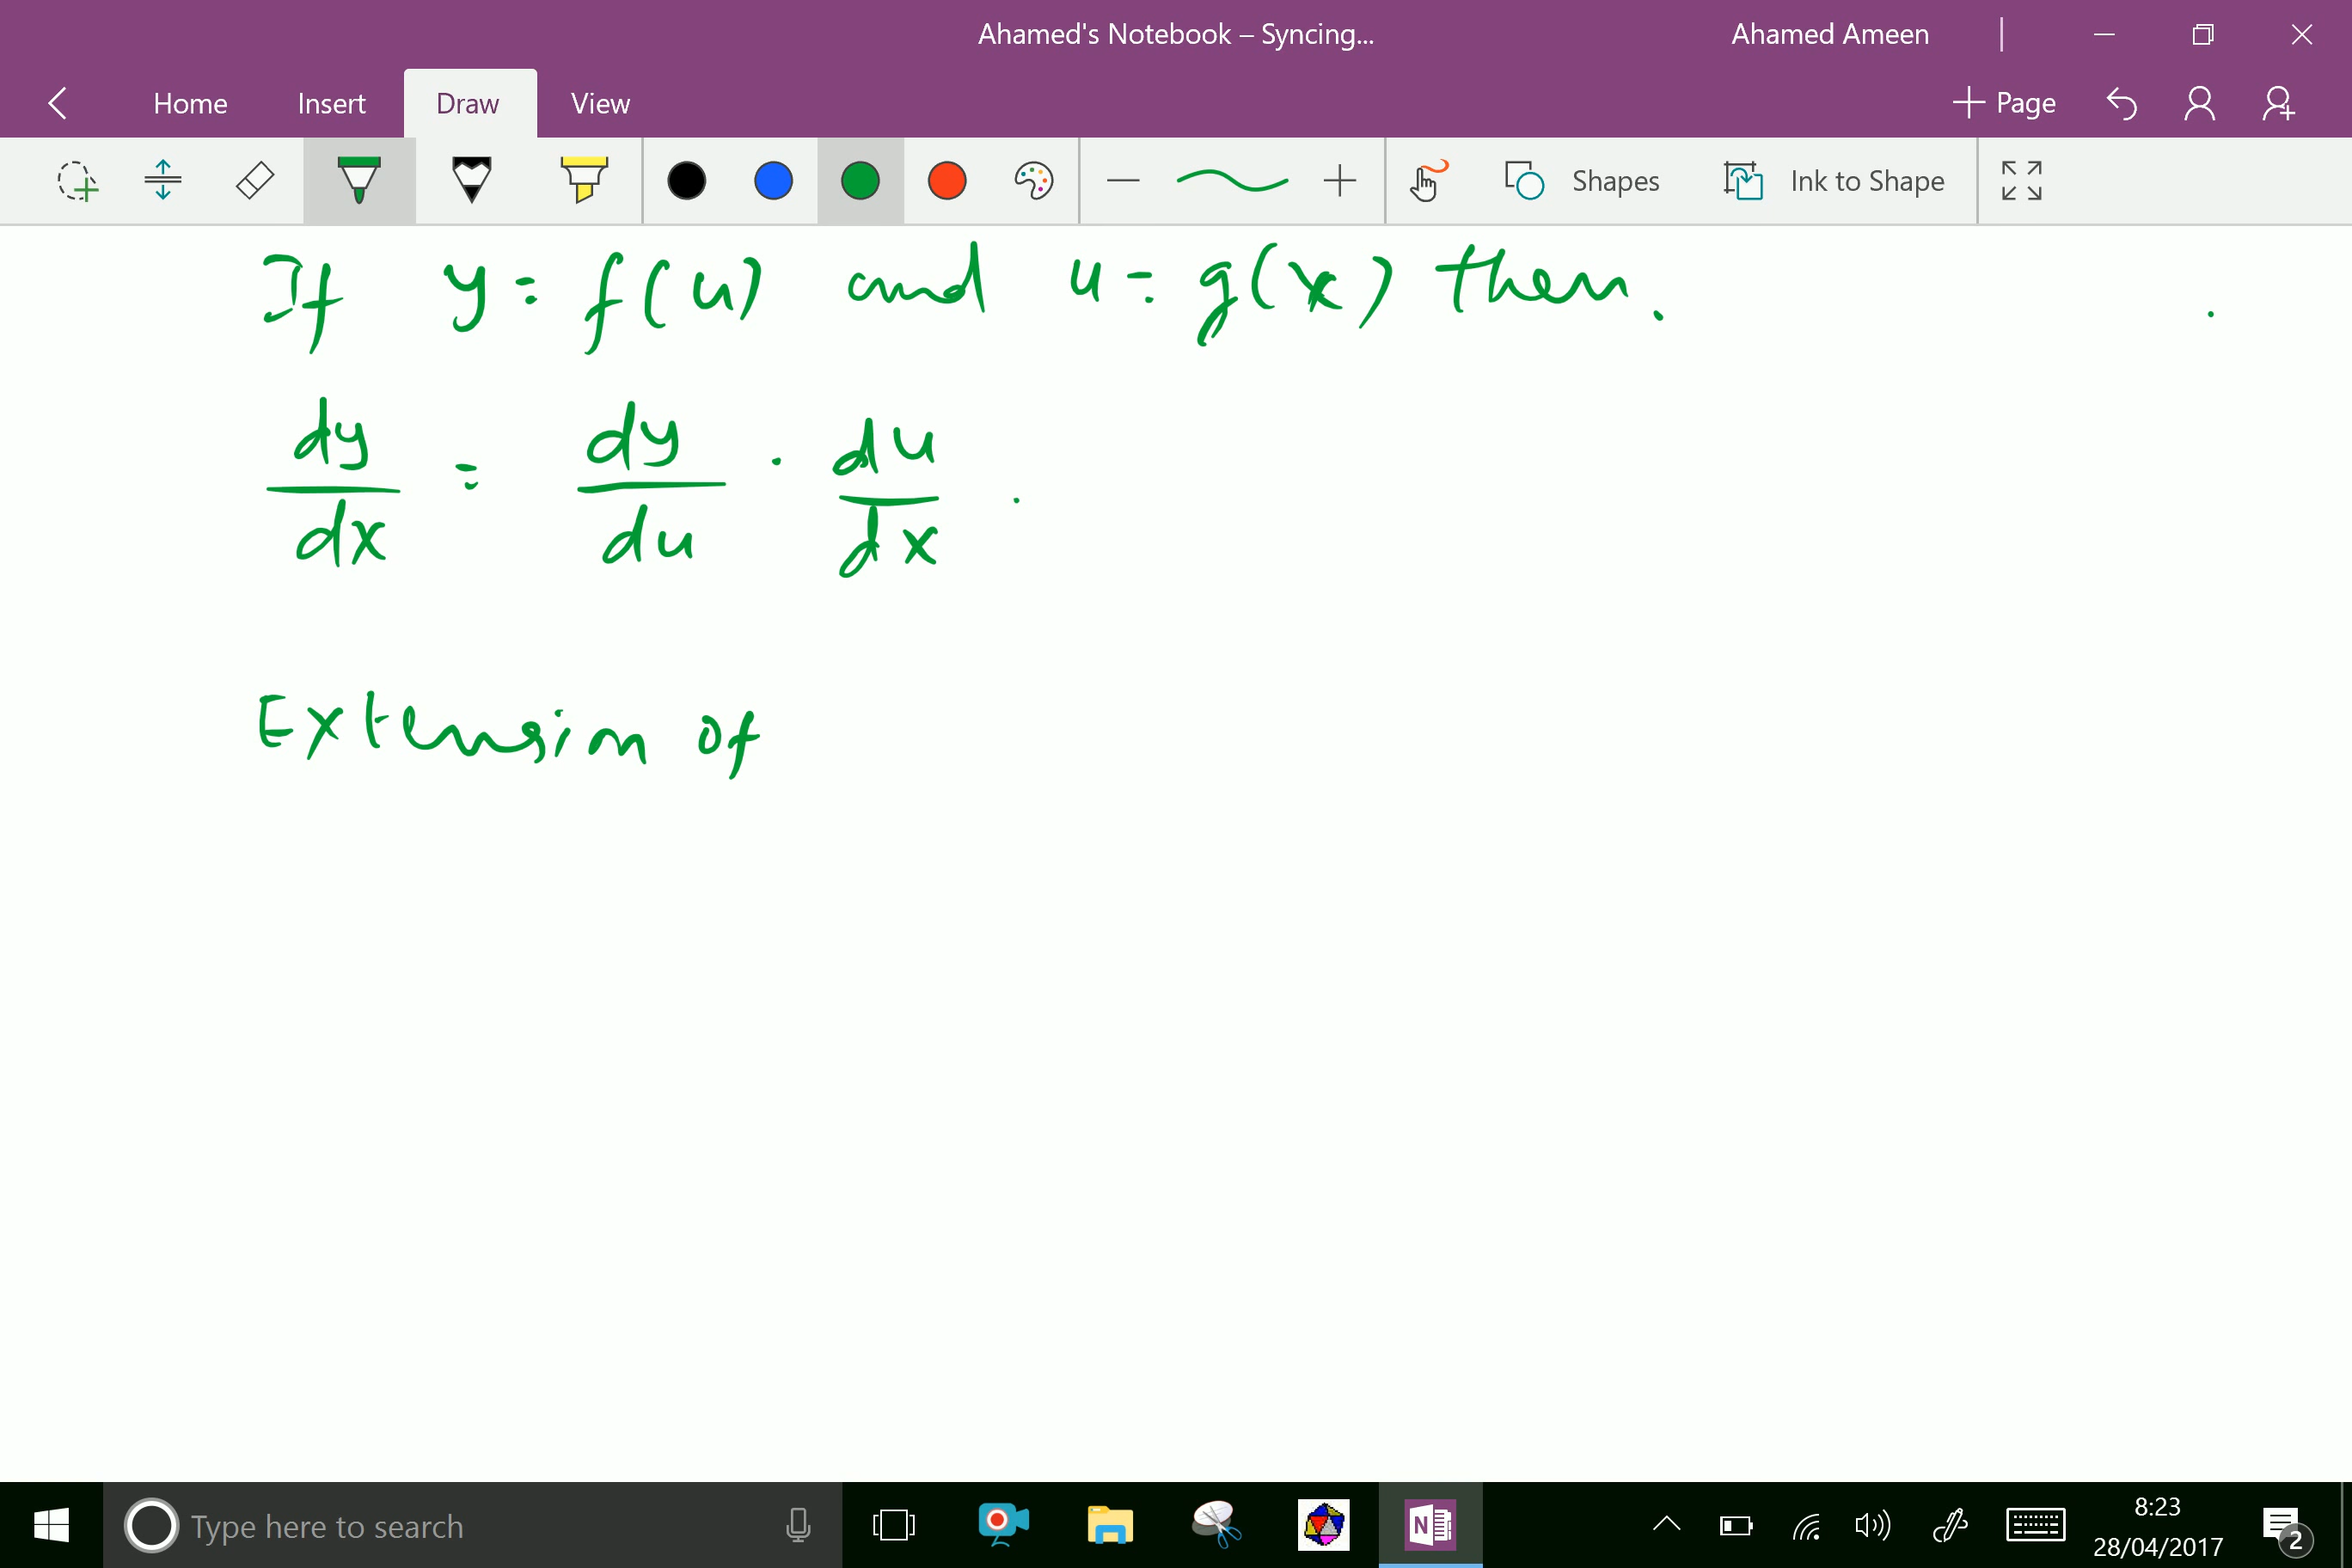 Ahamed's Notebook – Syncing... Ahamed Ameen
Home Insert Draw View Page
Shapes Ink to Shape
If y = f(u) and u = g(x) then.
dy/dx = dy/du · du/dx .
Extension of
Type here to search
N
8:23
28/04/2017
2